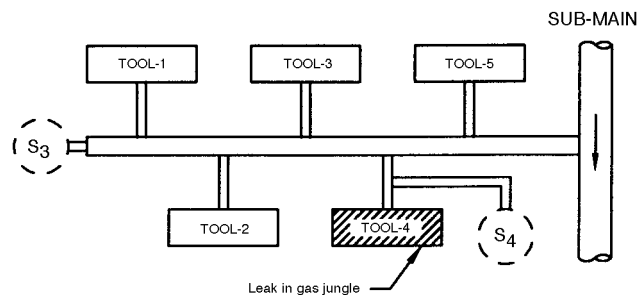 SUB-MAIN
TOOL-1
TOOL-3
TOOL-5
S3
TOOL-2
TOOL-4
S4
Leak in gas jungle